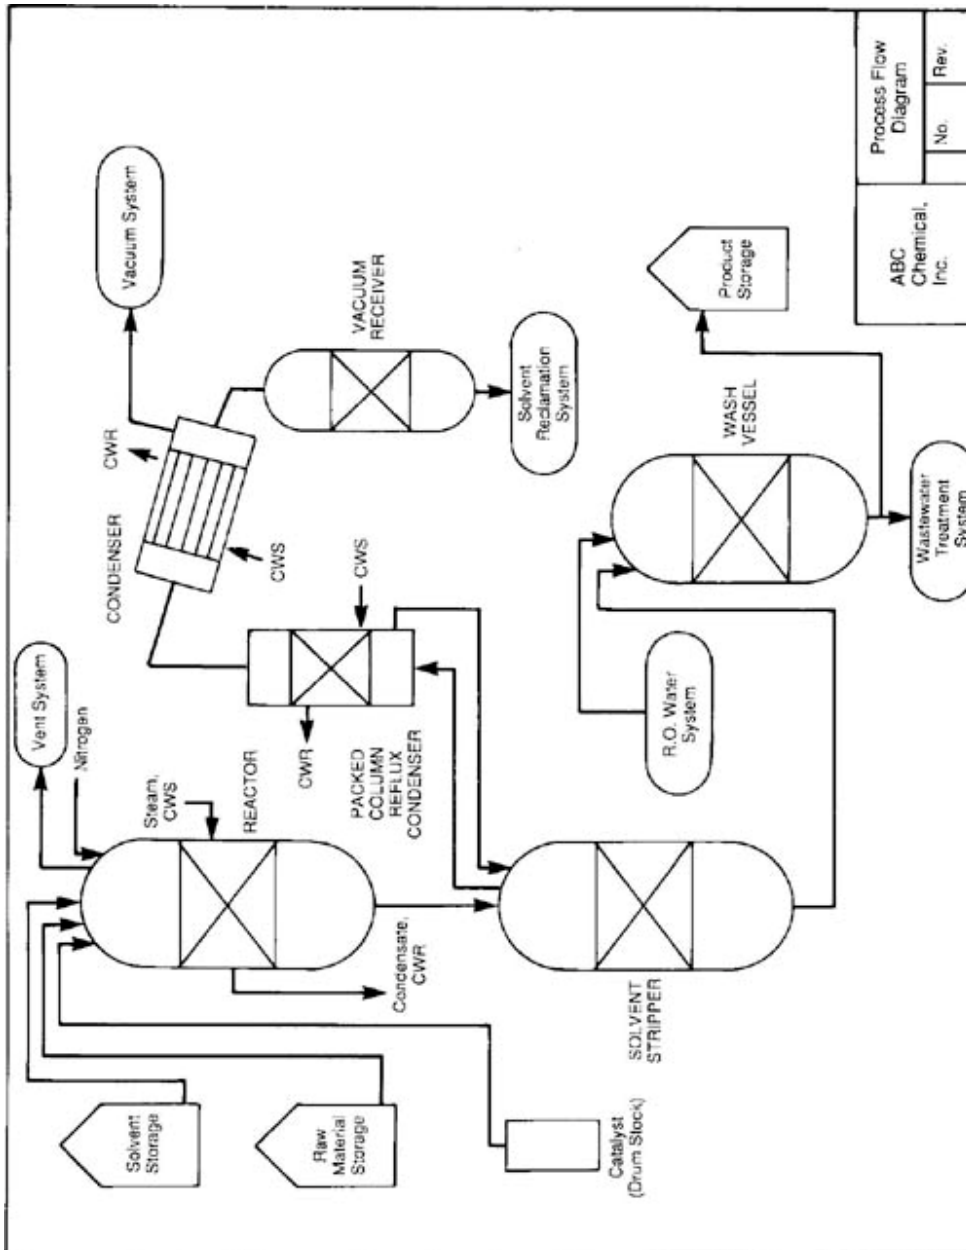 Solvent
Storage
Raw
Material
Storage
Catalyst
(Drum Stock)
Vent System
Nitrogen
Steam,
CWS
REACTOR
Condensate,
CWR
SOLVENT
STRIPPER
PACKED
COLUMN
REFLUX
CONDENSER
CWR
CWS
CONDENSER
CWS
CWR
Vacuum System
VACUUM
RECEIVER
Solvent
Reclamation
System
R.O. Water
System
WASH
VESSEL
Wastewater
Treatment
System
Product
Storage
ABC
Chemical,
Inc.
Process Flow
Diagram
No.
Rev.